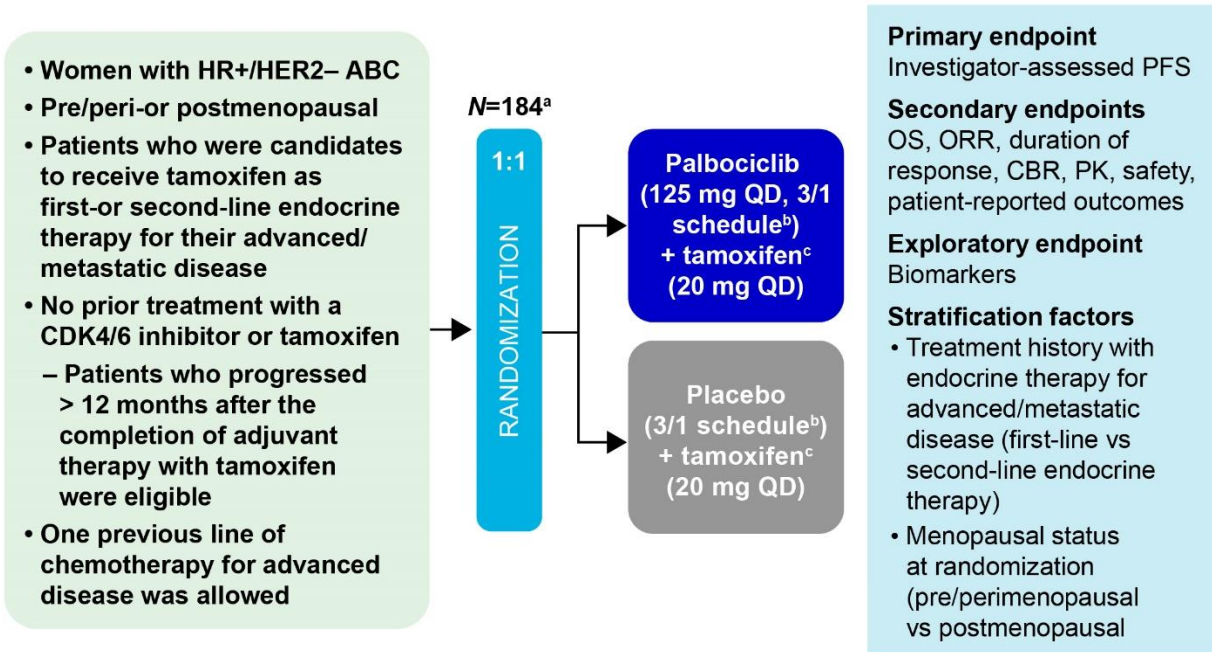 • Women with HR+/HER2– ABC
• Pre/peri-or postmenopausal
• Patients who were candidates
to receive tamoxifen as
first-or second-line endocrine
therapy for their advanced/
metastatic disease
• No prior treatment with a
CDK4/6 inhibitor or tamoxifen
– Patients who progressed
> 12 months after the
completion of adjuvant
therapy with tamoxifen
were eligible
• One previous line of
chemotherapy for advanced
disease was allowed
N=184ᵃ
1:1
RANDOMIZATION
Palbociclib
(125 mg QD, 3/1
scheduleᵇ)
+ tamoxifenᶜ
(20 mg QD)
Placebo
(3/1 scheduleᵇ)
+ tamoxifenᶜ
(20 mg QD)
Primary endpoint
Investigator-assessed PFS
Secondary endpoints
OS, ORR, duration of
response, CBR, PK, safety,
patient-reported outcomes
Exploratory endpoint
Biomarkers
Stratification factors
• Treatment history with
endocrine therapy for
advanced/metastatic
disease (first-line vs
second-line endocrine
therapy)
• Menopausal status
at randomization
(pre/perimenopausal
vs postmenopausal